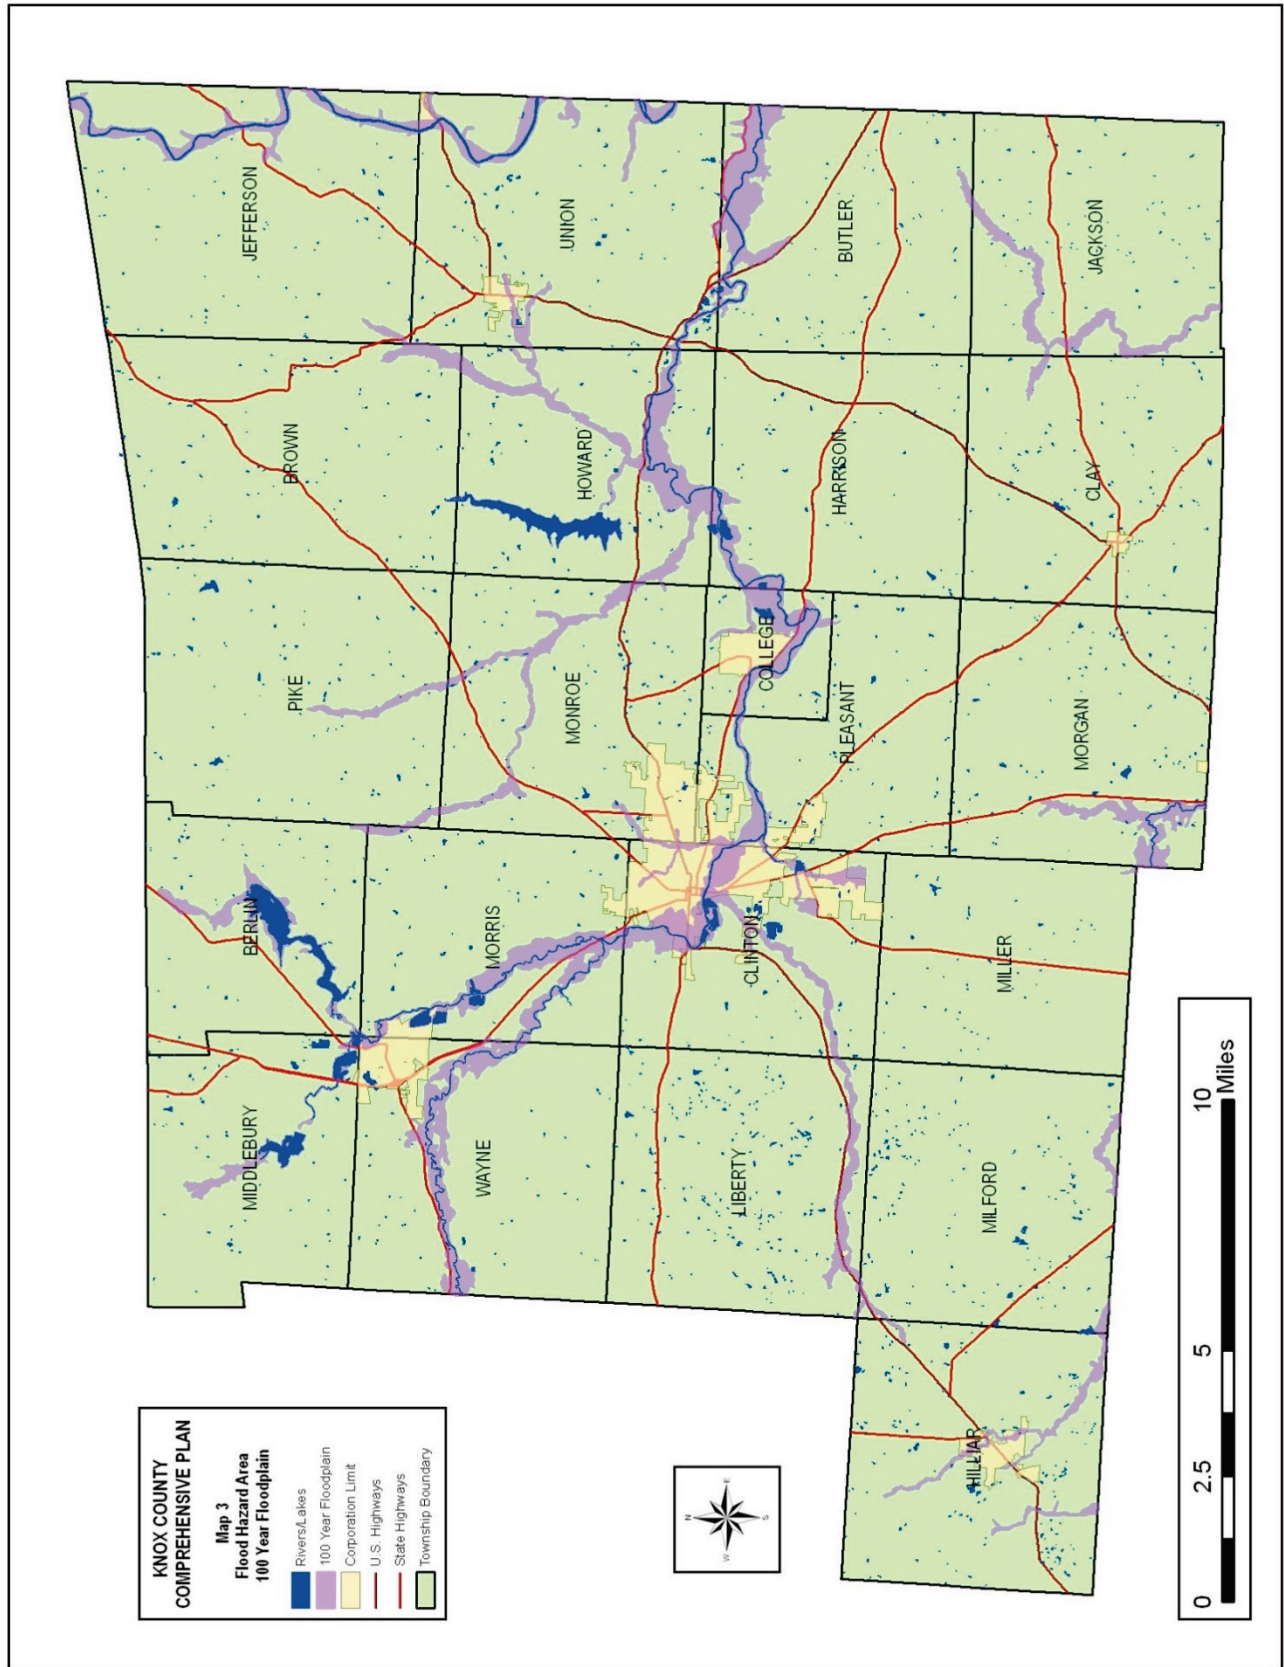 KNOX COUNTY
COMPREHENSIVE PLAN
Map 3
Flood Hazard Area
100 Year Floodplain
Rivers/Lakes
100 Year Floodplain
Corporation Limit
U.S. Highways
State Highways
Township Boundary
N
W
E
S
JEFFERSON
BROWN
PIKE
BERLIN
MIDDLEBURY
UNION
HOWARD
MONROE
MORRIS
WAYNE
BUTLER
HARRISON
COLLEGE
PLEASANT
CLINTON
LIBERTY
JACKSON
CLAY
MORGAN
MILLER
MILFORD
HILLIAR
0
2.5
5
10
Miles